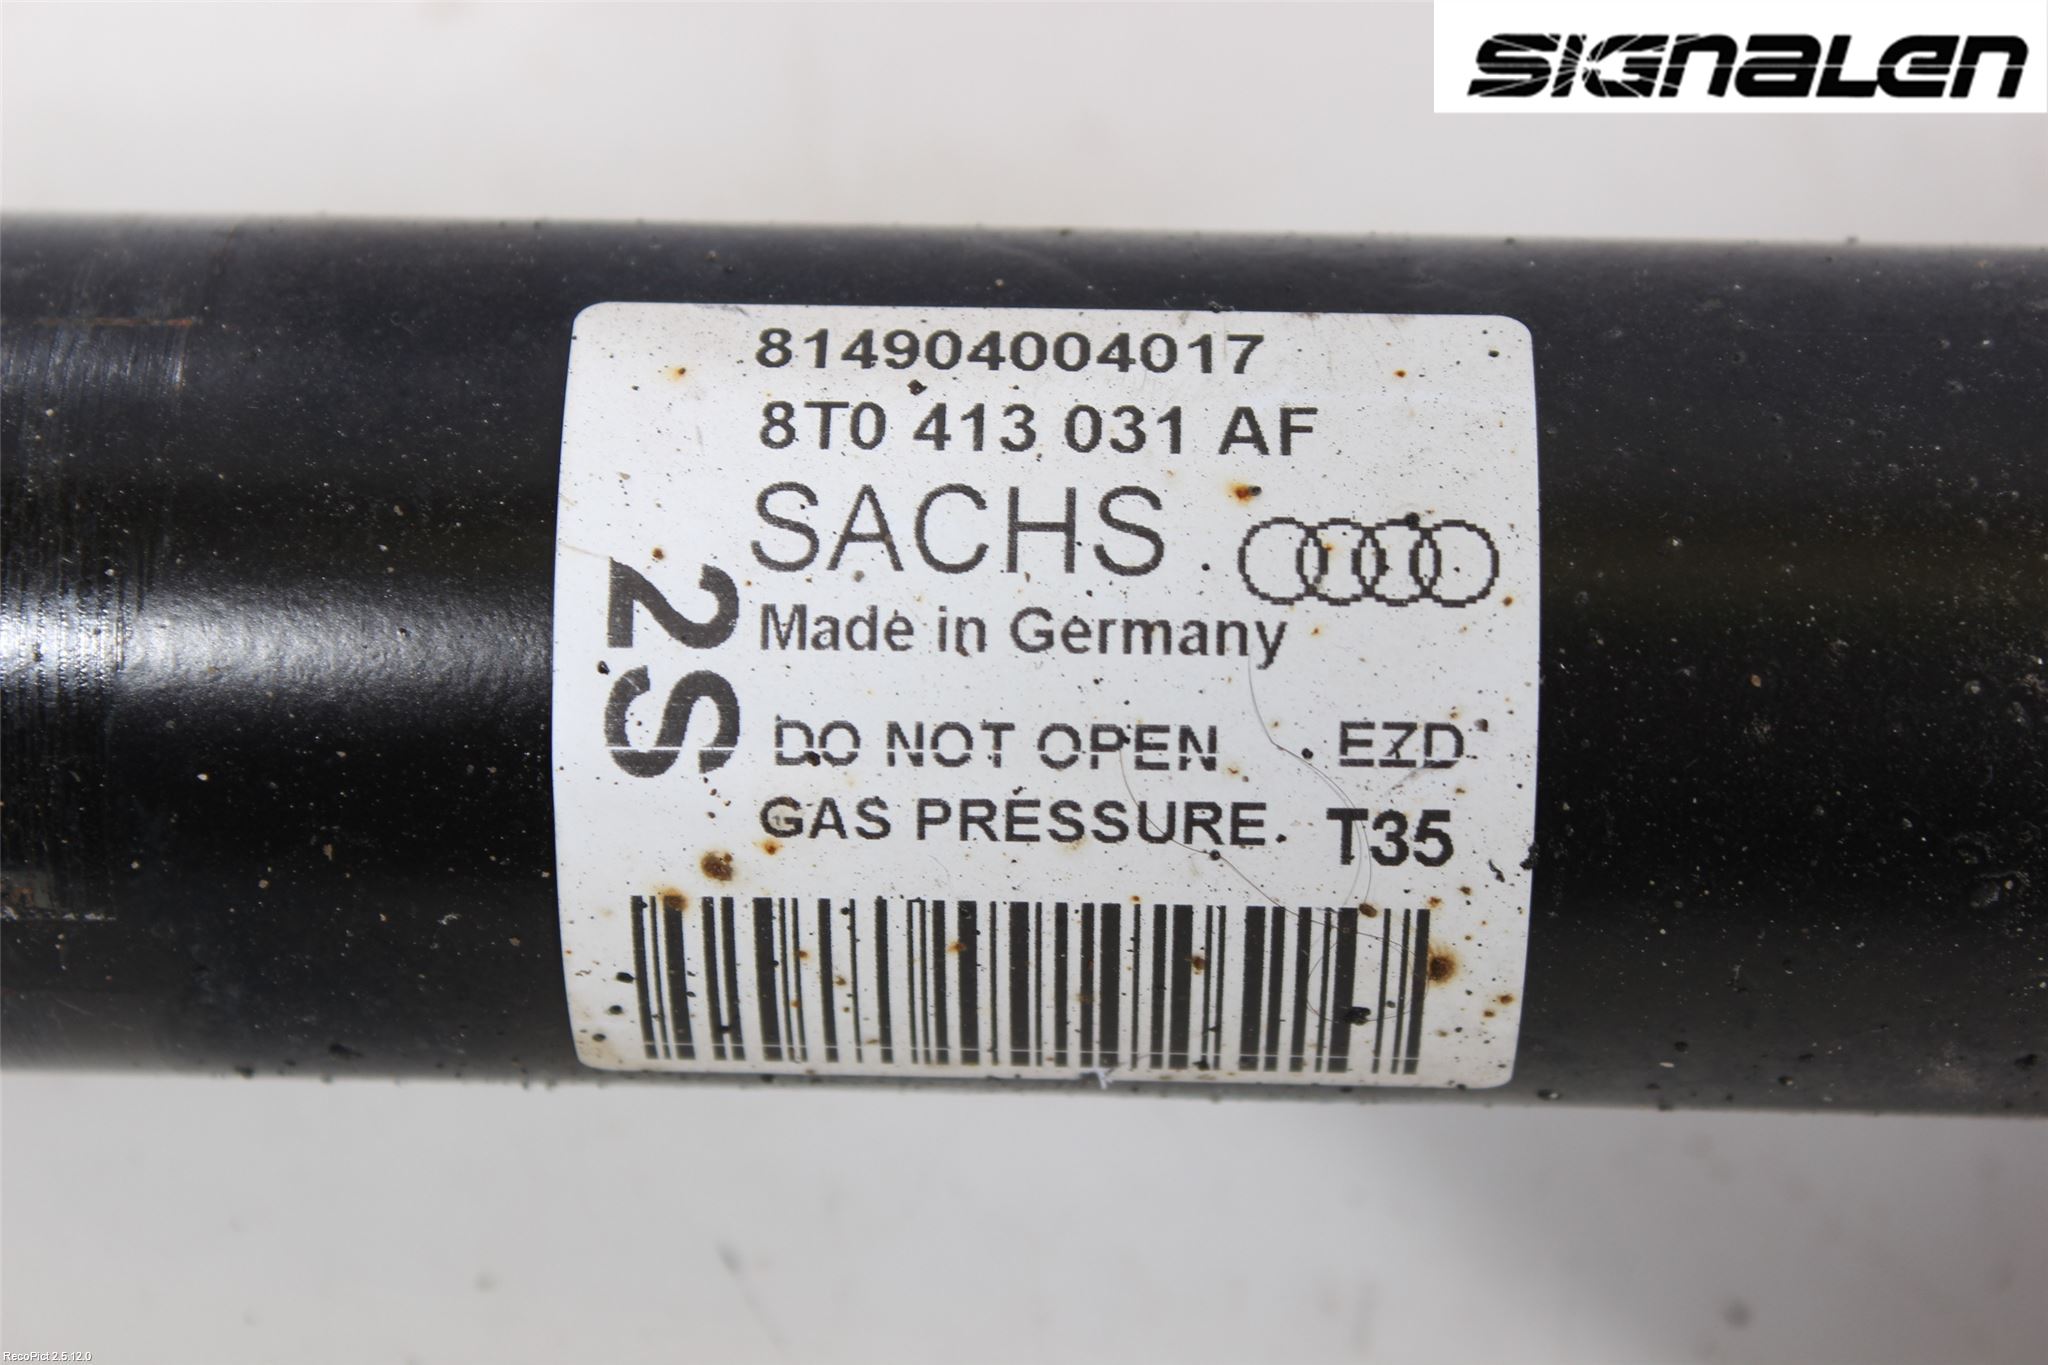 SIGNALEN
814904004017
8T0 413 031 AF
SACHS
2S
Made in Germany
DO NOT OPEN EZD
GAS PRESSURE. T35
RecoPict 2.5.12.0